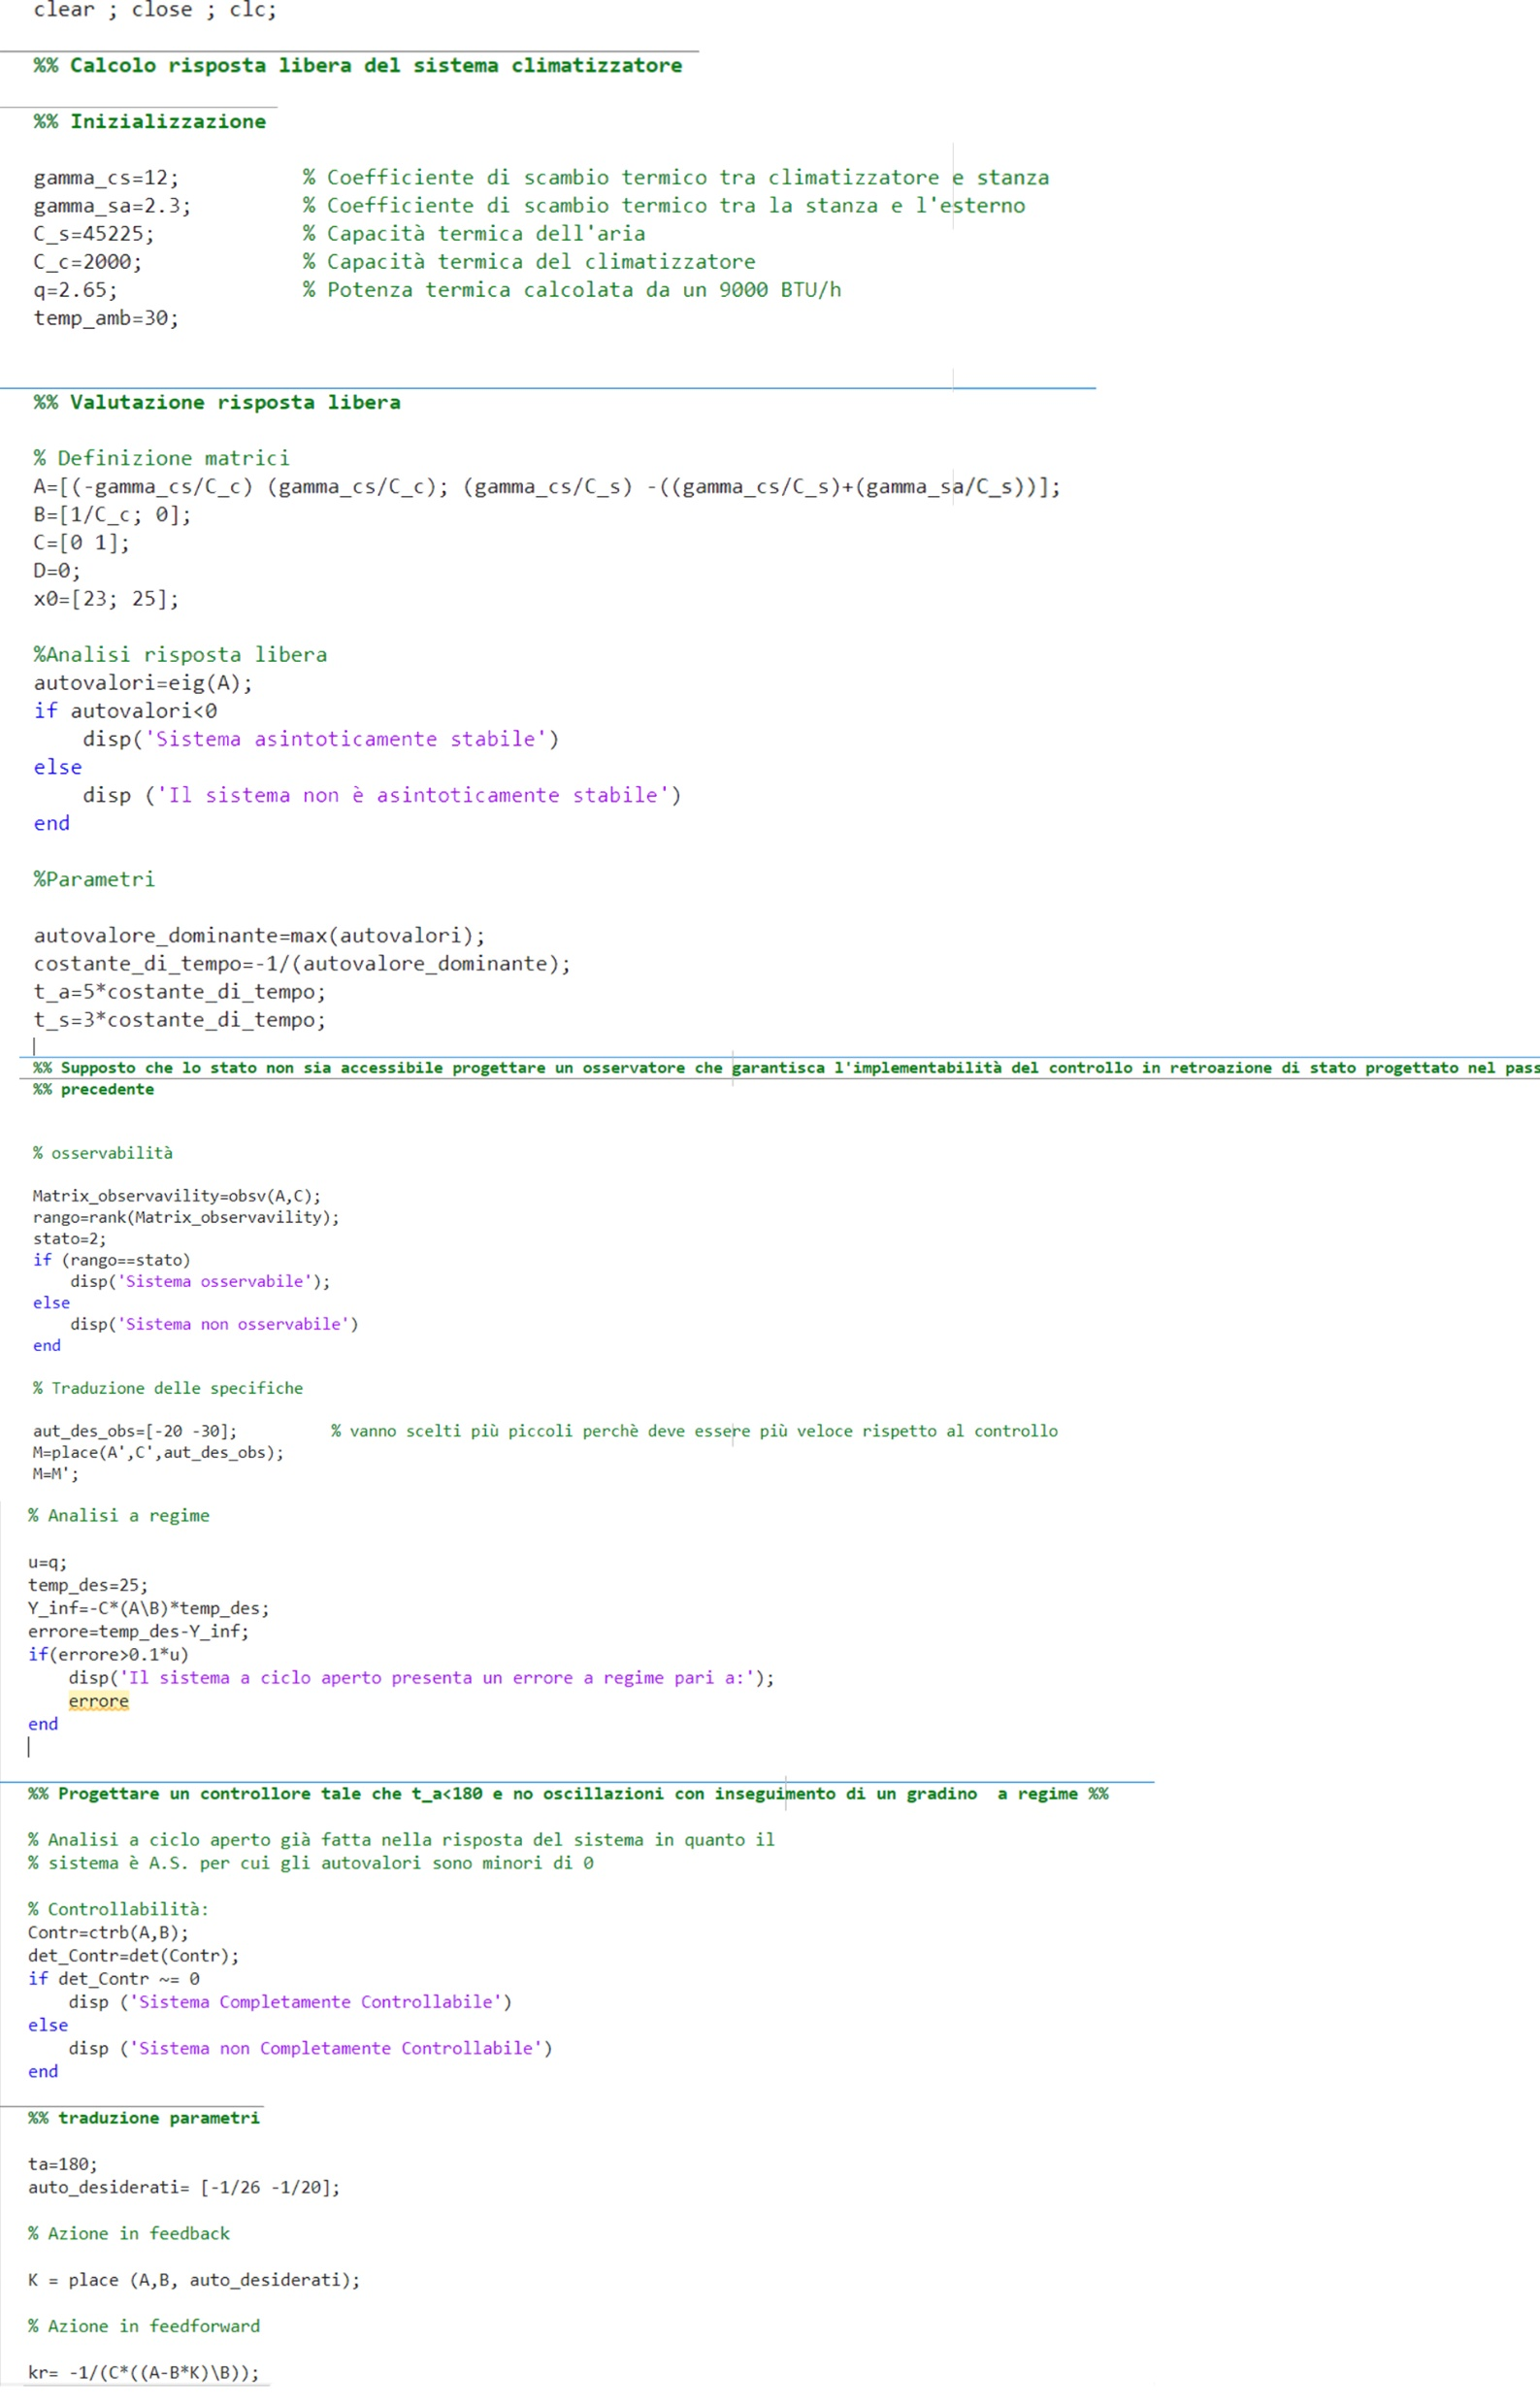 clear ; close ; clc;
%% Calcolo risposta libera del sistema climatizzatore
%% Inizializzazione
gamma_cs=12; % Coefficiente di scambio termico tra climatizzatore e stanza
gamma_sa=2.3; % Coefficiente di scambio termico tra la stanza e l'esterno
C_s=45225; % Capacità termica dell'aria
C_c=2000; % Capacità termica del climatizzatore
q=2.65; % Potenza termica calcolata da un 9000 BTU/h
temp_amb=30;
%% Valutazione risposta libera
% Definizione matrici
A=[(-gamma_cs/C_c) (gamma_cs/C_c); (gamma_cs/C_s) -((gamma_cs/C_s)+(gamma_sa/C_s))];
B=[1/C_c; 0];
C=[0 1];
D=0;
x0=[23; 25];
%Analisi risposta libera
autovalori=eig(A);
if autovalori<0
    disp('Sistema asintoticamente stabile')
else
    disp ('Il sistema non è asintoticamente stabile')
end
%Parametri
autovalore_dominante=max(autovalori);
costante_di_tempo=-1/(autovalore_dominante);
t_a=5*costante_di_tempo;
t_s=3*costante_di_tempo;
%% Supposto che lo stato non sia accessibile progettare un osservatore che garantisca l'implementabilità del controllo in retroazione di stato progettato nel pass
%% precedente
% osservabilità
Matrix_observavility=obsv(A,C);
rango=rank(Matrix_observavility);
stato=2;
if (rango==stato)
    disp('Sistema osservabile');
else
    disp('Sistema non osservabile')
end
% Traduzione delle specifiche
aut_des_obs=[-20 -30]; % vanno scelti più piccoli perchè deve essere più veloce rispetto al controllo
M=place(A',C',aut_des_obs);
M=M';
% Analisi a regime
u=q;
temp_des=25;
Y_inf=-C*(A\B)*temp_des;
errore=temp_des-Y_inf;
if(errore>0.1*u)
    disp('Il sistema a ciclo aperto presenta un errore a regime pari a:');
    errore
end
%% Progettare un controllore tale che t_a<180 e no oscillazioni con inseguimento di un gradino  a regime %%
% Analisi a ciclo aperto già fatta nella risposta del sistema in quanto il
% sistema è A.S. per cui gli autovalori sono minori di 0
% Controllabilità:
Contr=ctrb(A,B);
det_Contr=det(Contr);
if det_Contr ~= 0
    disp ('Sistema Completamente Controllabile')
else
    disp ('Sistema non Completamente Controllabile')
end
%% traduzione parametri
ta=180;
auto_desiderati= [-1/26 -1/20];
% Azione in feedback
K = place (A,B, auto_desiderati);
% Azione in feedforward
kr= -1/(C*((A-B*K)\B));